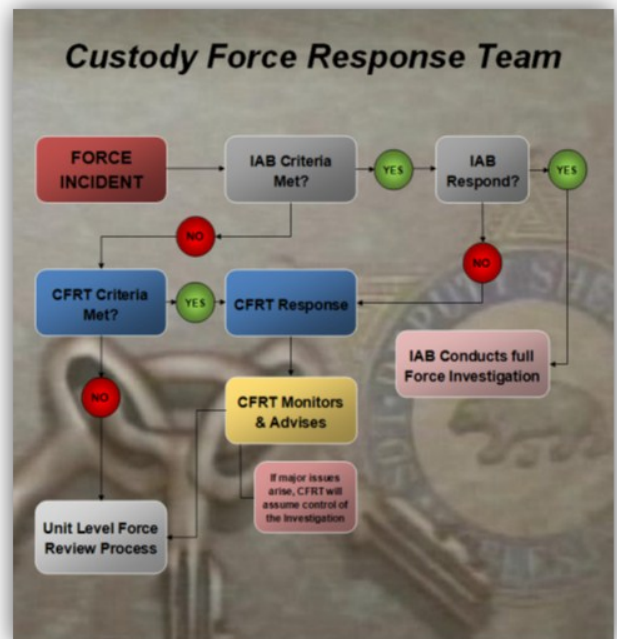 Custody Force Response Team
FORCE
INCIDENT
IAB Criteria
Met?
YES
IAB
Respond?
YES
NO
NO
CFRT Criteria
Met?
YES
CFRT Response
IAB Conducts full
Force Investigation
NO
CFRT Monitors
& Advises
If major issues
arise, CFRT will
assume control of
the Investigation
Unit Level Force
Review Process